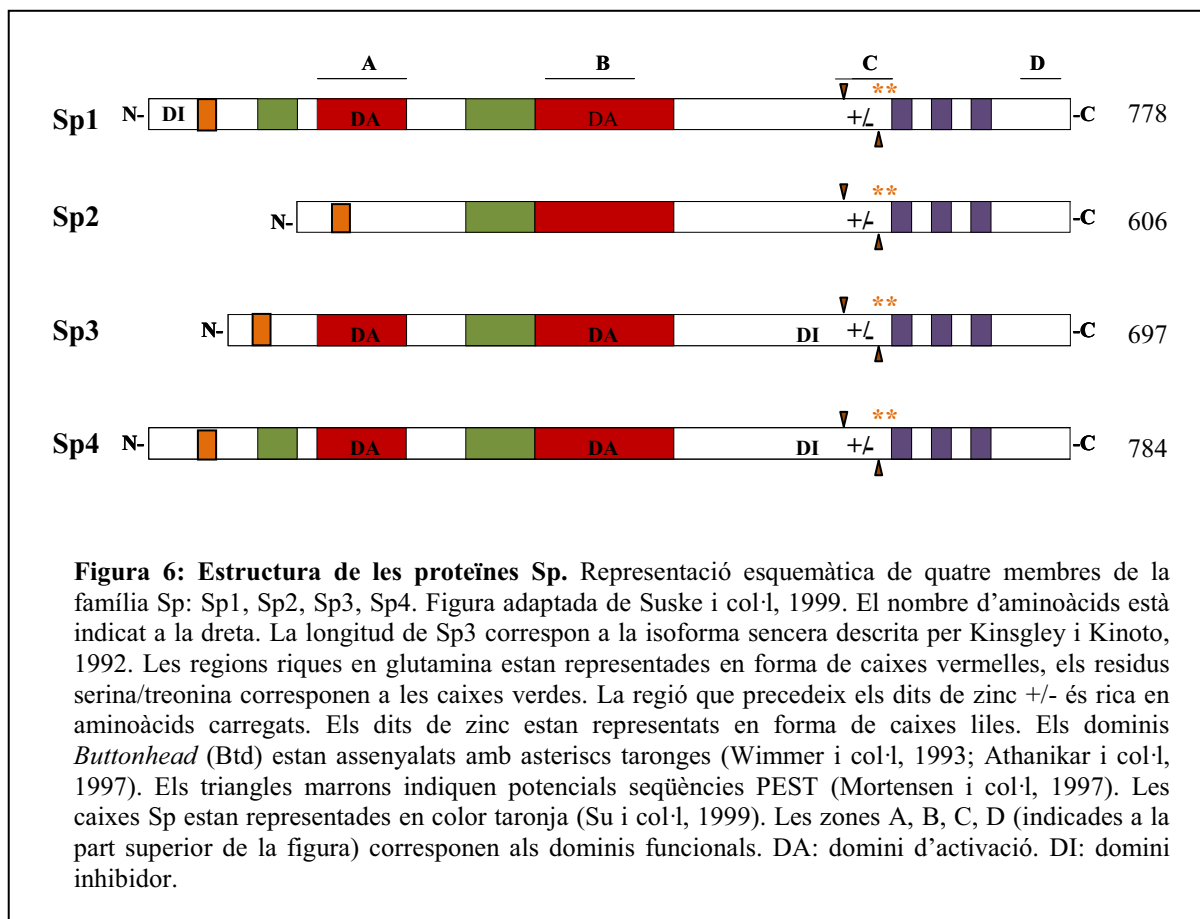 A B C D
**
Sp1 N- DI DA DA +/- -C 778
**
Sp2 N- +/- -C 606
**
Sp3 N- DA DA DI +/- -C 697
**
Sp4 N- DA DA DI +/- -C 784
Figura 6: Estructura de les proteïnes Sp. Representació esquemàtica de quatre membres de la
família Sp: Sp1, Sp2, Sp3, Sp4. Figura adaptada de Suske i col·l, 1999. El nombre d'aminoàcids està
indicat a la dreta. La longitud de Sp3 correspon a la isoforma sencera descrita per Kinsgley i Kinoto,
1992. Les regions riques en glutamina estan representades en forma de caixes vermelles, els residus
serina/treonina corresponen a les caixes verdes. La regió que precedeix els dits de zinc +/- és rica en
aminoàcids carregats. Els dits de zinc estan representats en forma de caixes liles. Els dominis
Buttonhead (Btd) estan assenyalats amb asteriscs taronges (Wimmer i col·l, 1993; Athanikar i col·l,
1997). Els triangles marrons indiquen potencials seqüències PEST (Mortensen i col·l, 1997). Les
caixes Sp estan representades en color taronja (Su i col·l, 1999). Les zones A, B, C, D (indicades a la
part superior de la figura) corresponen als dominis funcionals. DA: domini d'activació. DI: domini
inhibidor.